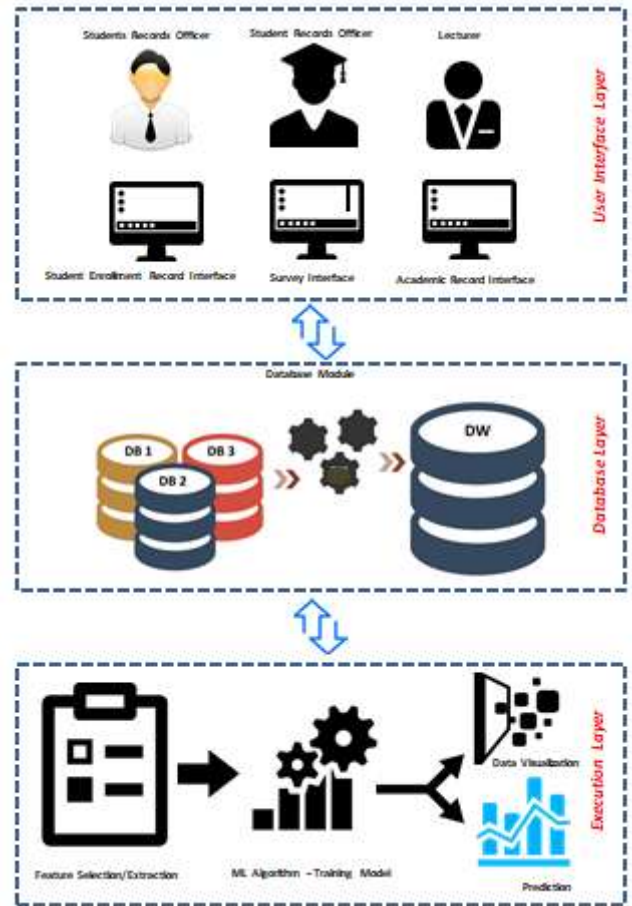 Students Records Officer
Student Records Officer
Lecturer
Student Enrollment Record Interface
Survey Interface
Academic Record Interface
User Interface Layer
Database Module
DB 1
DB 2
DB 3
DW
Database Layer
Feature Selection/Extraction
ML Algorithm – Training Model
Data Visualization
Prediction
Execution Layer